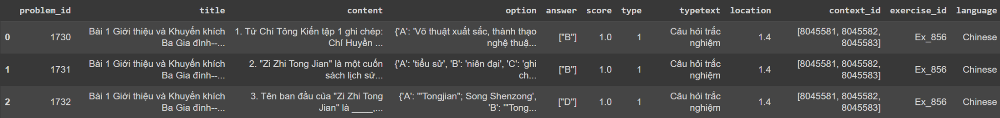 problem_id title content option answer score type typetext location context_id exercise_id language
0 1730 Bài 1 Giới thiệu và Khuyến khích Ba Gia đình--... 1. Tử Chí Tông Kiến tập 1 ghi chép: Chí Huyền ... {'A': 'Võ thuật xuất sắc, thành thạo nghệ thuậ... ["B"] 1.0 1 Câu hỏi trắc nghiệm 1.4 [8045581, 8045582, 8045583] Ex_856 Chinese
1 1731 Bài 1 Giới thiệu và Khuyến khích Ba Gia đình--... 2. "Zi Zhi Tong Jian" là một cuốn sách lịch sử... {'A': 'tiểu sử', 'B': 'niên đại', 'C': 'ghi ch... ["B"] 1.0 1 Câu hỏi trắc nghiệm 1.4 [8045581, 8045582, 8045583] Ex_856 Chinese
2 1732 Bài 1 Giới thiệu và Khuyến khích Ba Gia đình--... 3. Tên ban đầu của "Zi Zhi Tong Jian" là ____,... {'A': '"Tongjian"; Song Shenzong', 'B': '"Tong... ["D"] 1.0 1 Câu hỏi trắc nghiệm 1.4 [8045581, 8045582, 8045583] Ex_856 Chinese